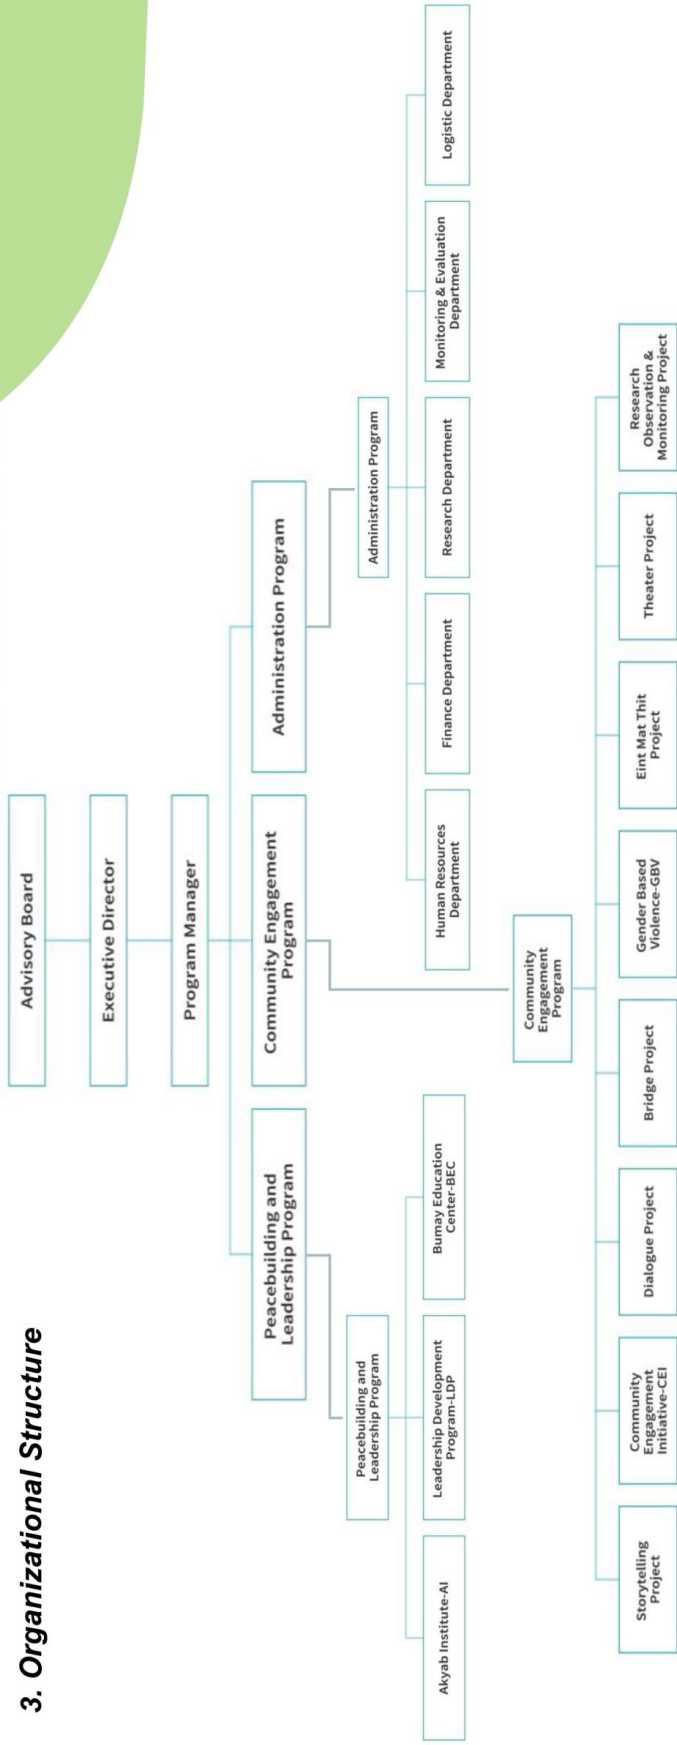 3. Organizational Structure
Advisory Board
Executive Director
Program Manager
Peacebuilding and
Leadership Program
Community Engagement
Program
Administration Program
Peacebuilding and
Leadership Program
Administration Program
Akyab Institute-AI
Leadership Development
Program-LDP
Bumay Education
Center-BEC
Human Resources
Department
Finance Department
Research Department
Monitoring & Evaluation
Department
Logistic Department
Community
Engagement
Program
Storytelling
Project
Community
Engagement
Initiative-CEI
Dialogue Project
Bridge Project
Gender Based
Violence-GBV
Eint Mat Thit
Project
Theater Project
Research
Observation &
Monitoring Project